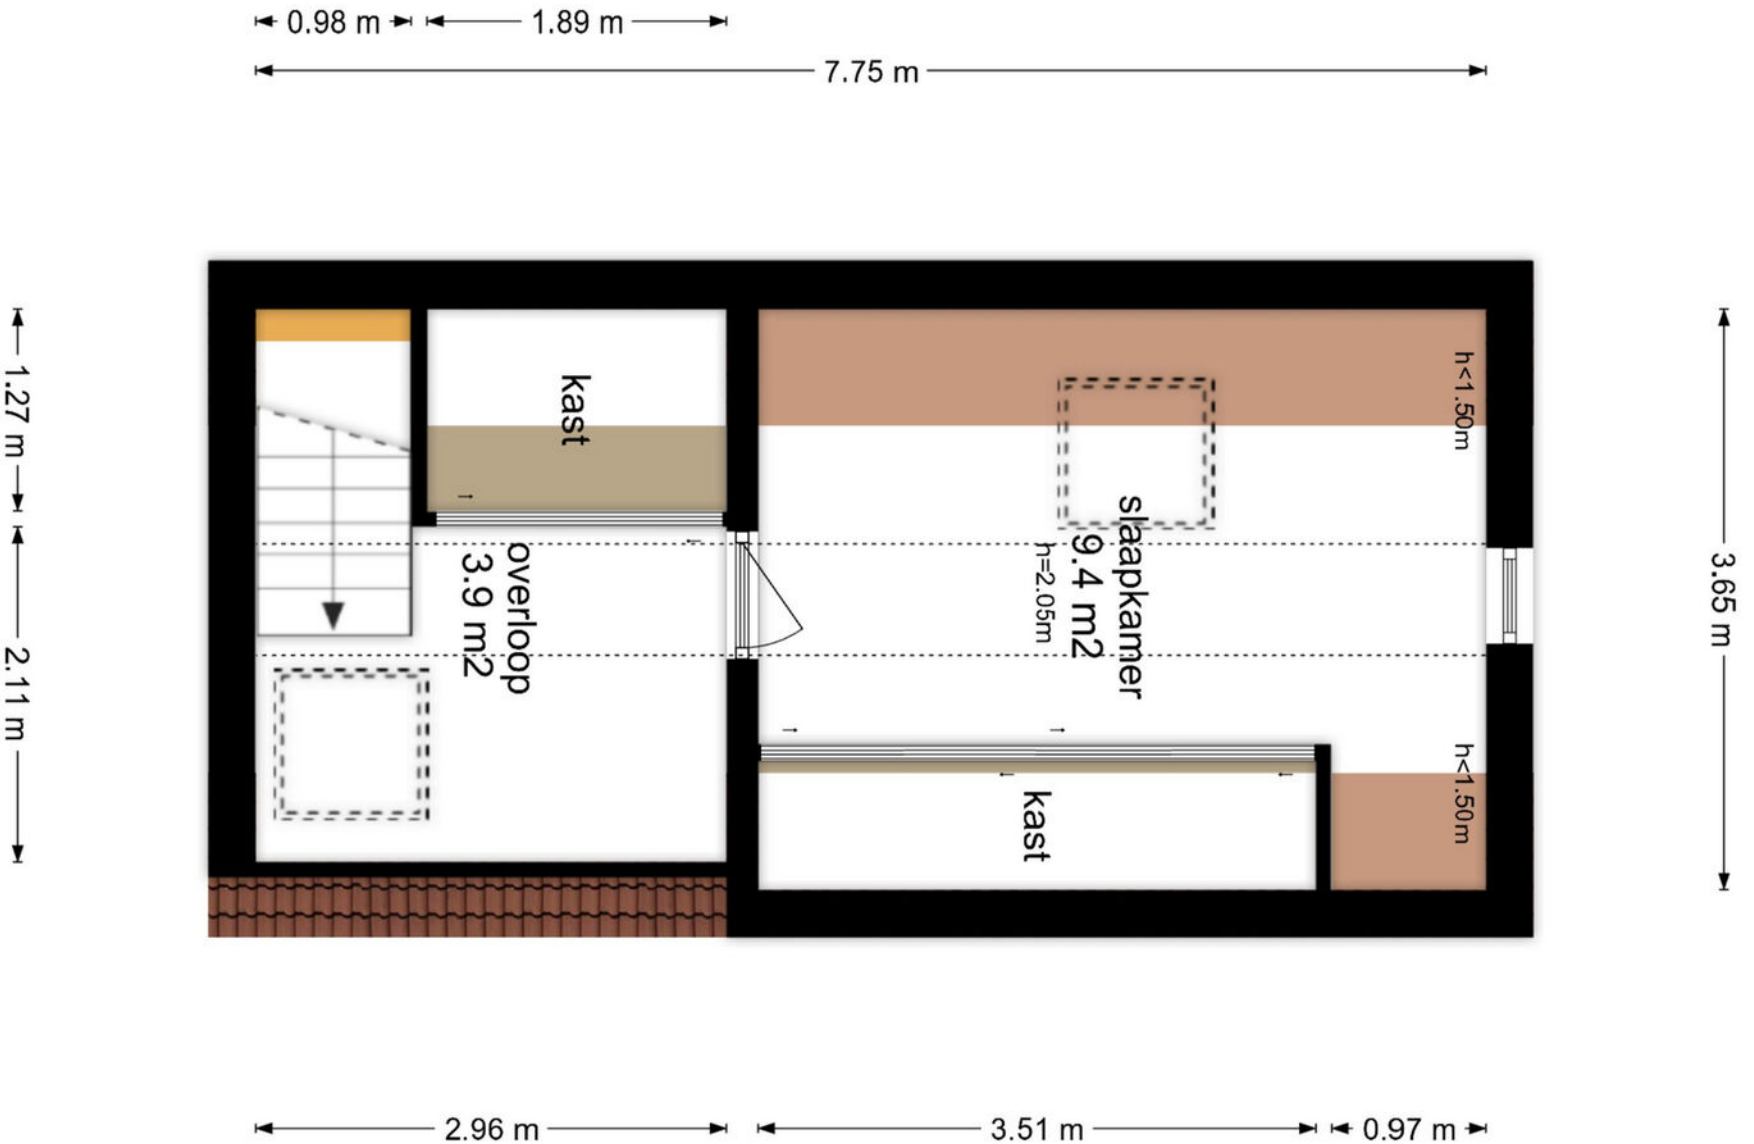 0.98 m
1.89 m
7.75 m
1.27 m
2.11 m
3.65 m
kast
h<1.50m
overloop
3.9 m2
slaapkamer
9.4 m2
h=2.05m
h<1.50m
kast
2.96 m
3.51 m
0.97 m